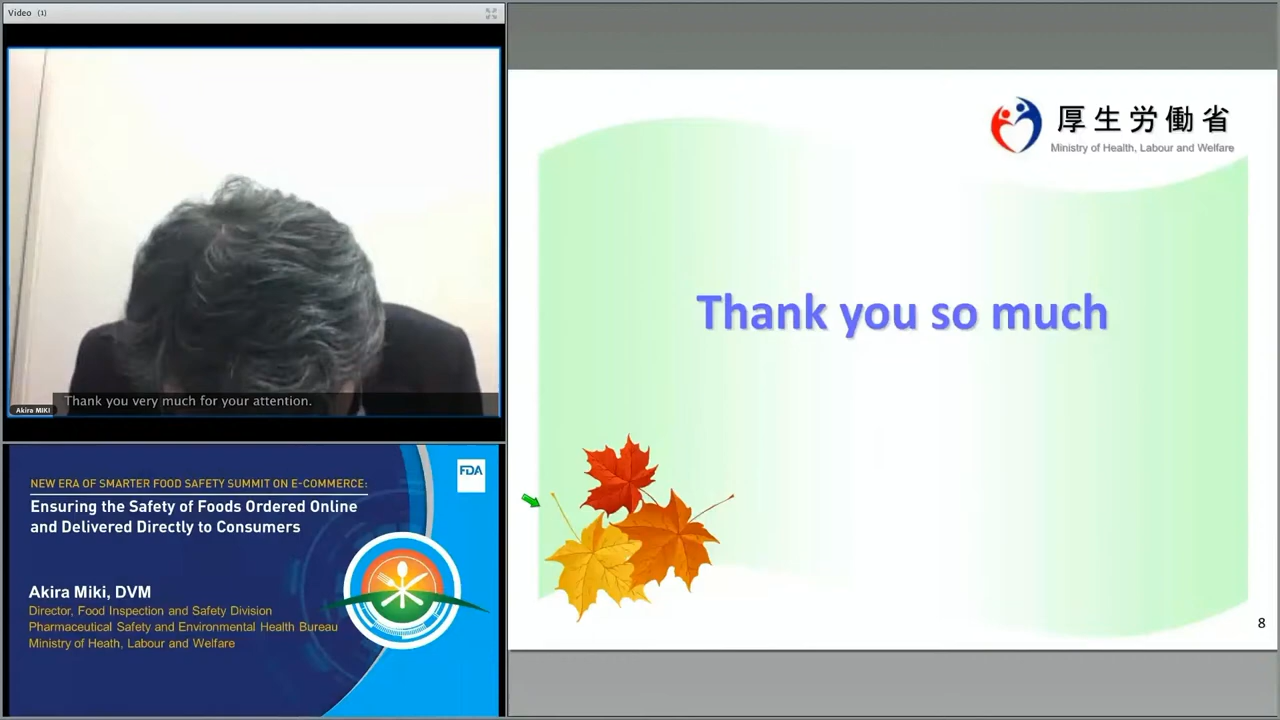 Video (1)
Thank you very much for your attention.
Akira MIKI
FDA
NEW ERA OF SMARTER FOOD SAFETY SUMMIT ON E-COMMERCE:
Ensuring the Safety of Foods Ordered Online
and Delivered Directly to Consumers
Akira Miki, DVM
Director, Food Inspection and Safety Division
Pharmaceutical Safety and Environmental Health Bureau
Ministry of Heath, Labour and Welfare
厚生労働省
Ministry of Health, Labour and Welfare
Thank you so much
8